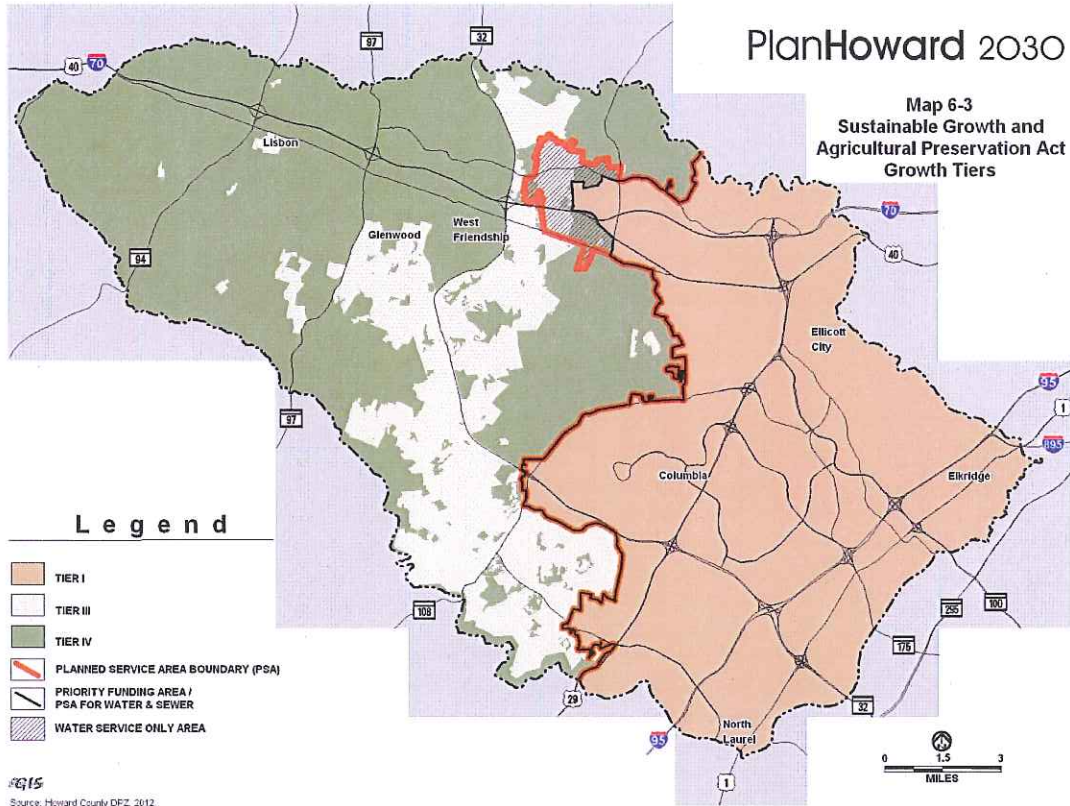 PlanHoward 2030
Map 6-3
Sustainable Growth and
Agricultural Preservation Act
Growth Tiers
40
70
97
32
Lisbon
Glenwood
West
Friendship
94
97
70
40
Ellicott
City
95
1
895
Columbia
Elkridge
108
29
295
100
175
32
95
North
Laurel
1
Legend
TIER I
TIER III
TIER IV
PLANNED SERVICE AREA BOUNDARY (PSA)
PRIORITY FUNDING AREA /
PSA FOR WATER & SEWER
WATER SERVICE ONLY AREA
0 1.5 3
MILES
GIS
Source: Howard County DPZ, 2012